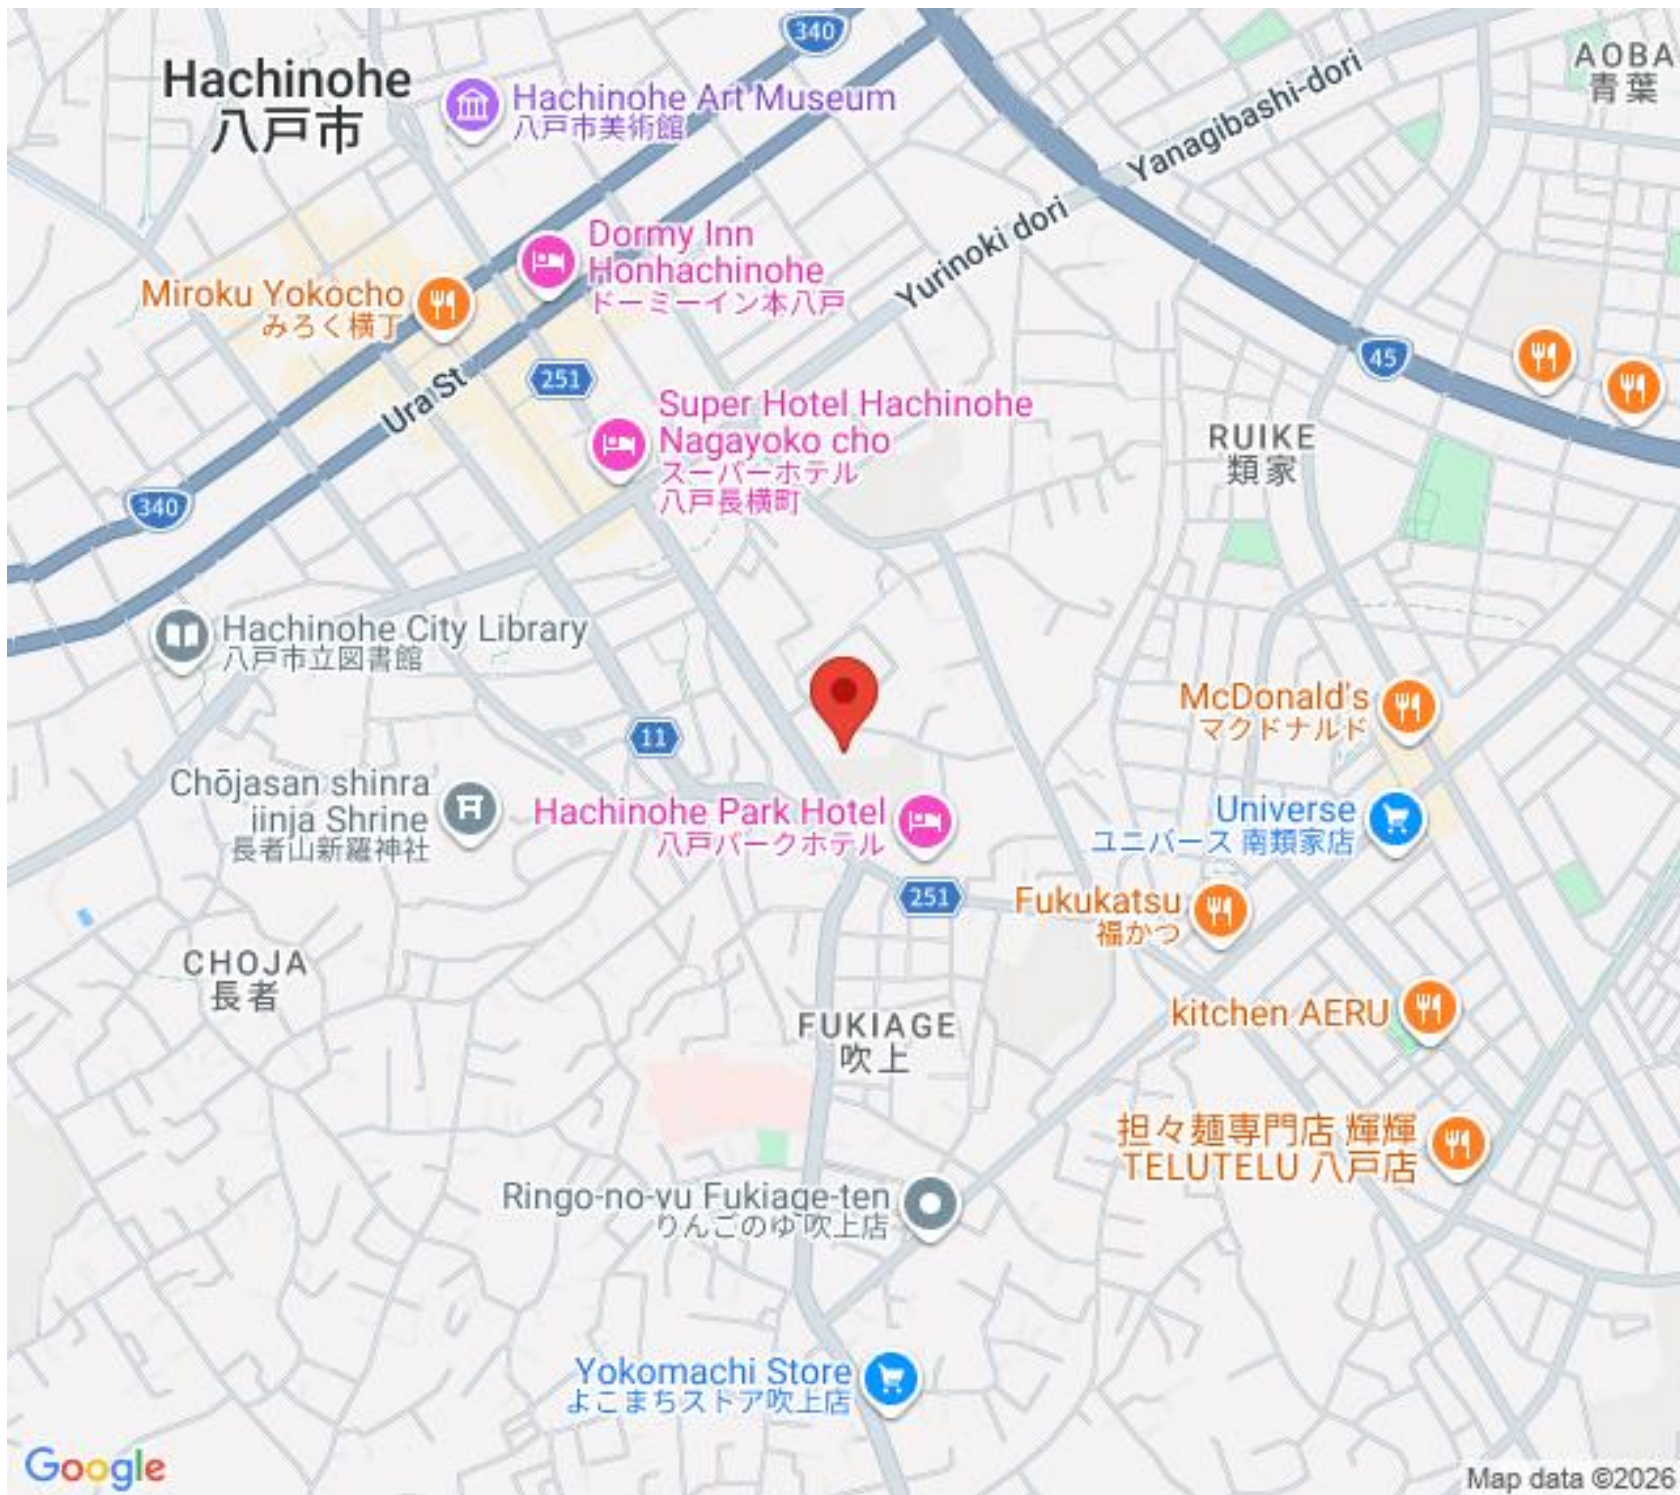 340
Hachinohe
八戸市
Hachinohe Art Museum
八戸市美術館
AOBA
青葉
Yanagibashi-dori
Yurinoki dori
Dormy Inn
Honhachinohe
ドーミーイン本八戸
Miroku Yokocho
みろく横丁
Ura St
251
45
Super Hotel Hachinohe
Nagayoko cho
スーパーホテル
八戸長横町
RUIKE
類家
340
Hachinohe City Library
八戸市立図書館
11
McDonald's
マクドナルド
Chōjasan shinra
jinja Shrine
長者山新羅神社
Hachinohe Park Hotel
八戸パークホテル
Universe
ユニバース 南類家店
251
Fukukatsu
福かつ
CHOJA
長者
FUKIAGE
吹上
kitchen AERU
担々麺専門店 輝輝
TELUTELU 八戸店
Ringo-no-yu Fukiage-ten
りんごのゆ 吹上店
Yokomachi Store
よこまちストア吹上店
Google
Map data ©2026